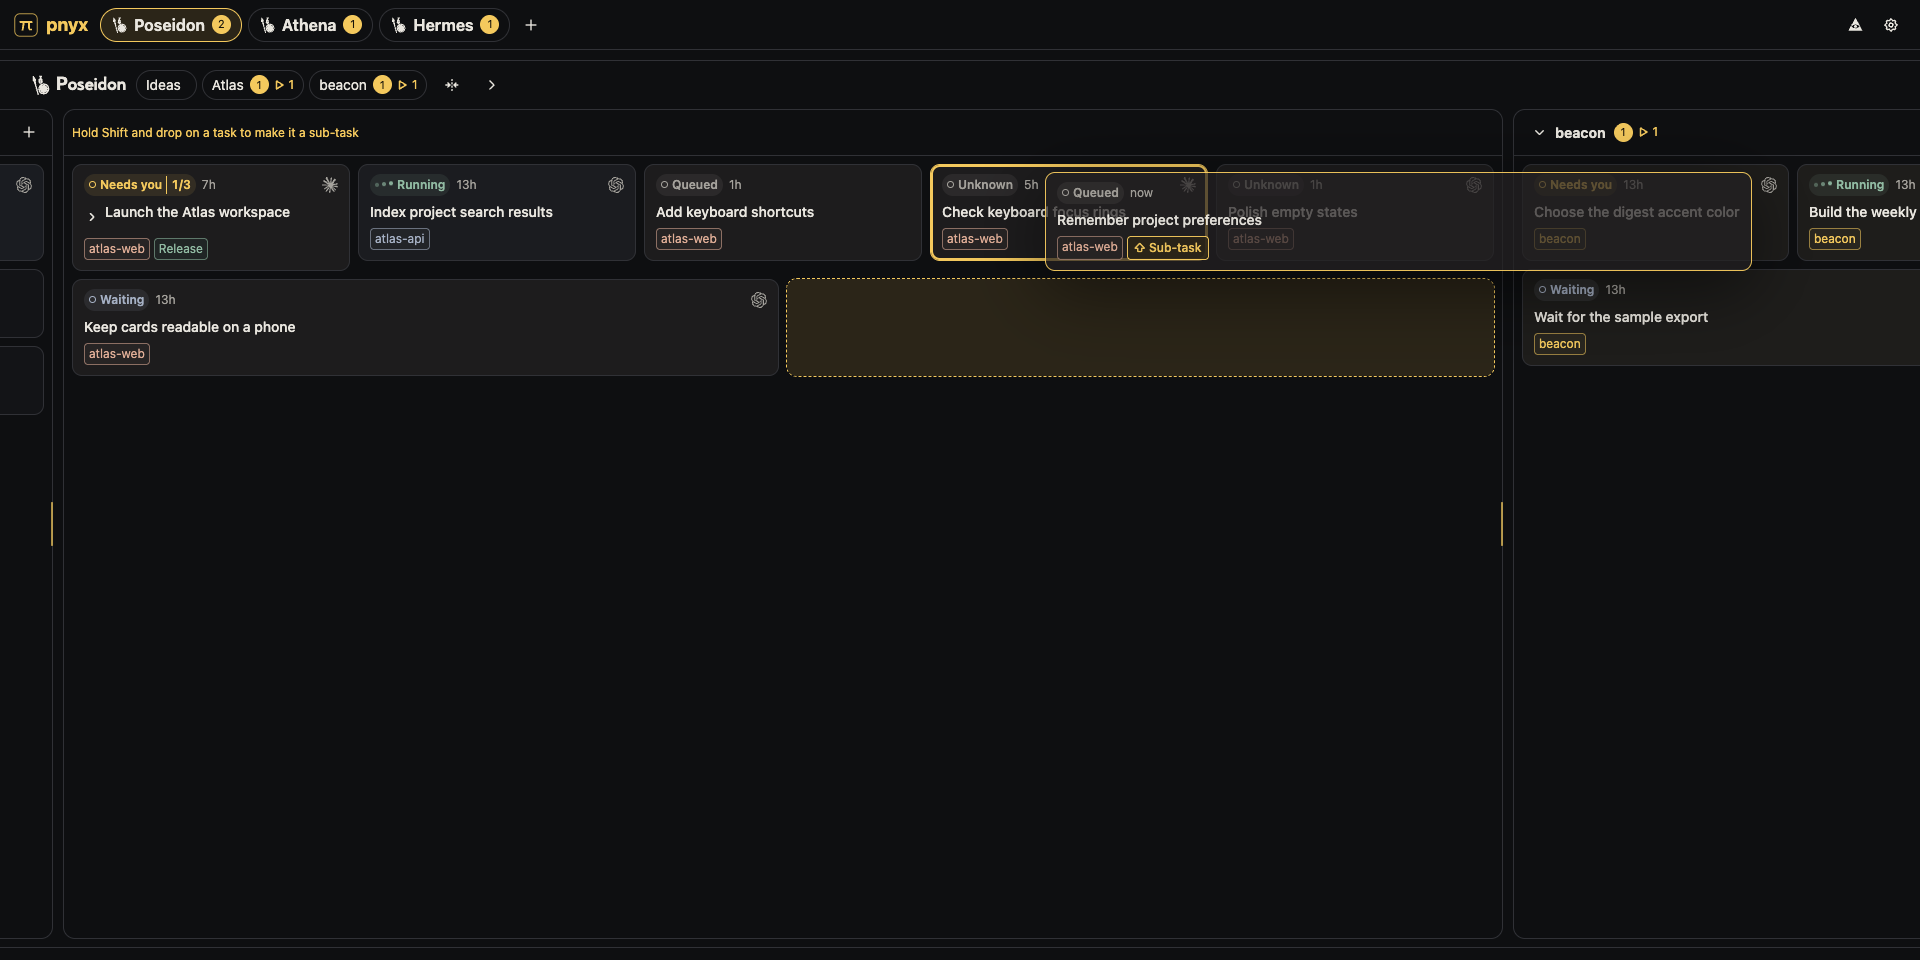 π pnyx Poseidon 2 Athena 1 Hermes 1 +
Poseidon Ideas Atlas 1 1 beacon 1 1
+
Hold Shift and drop on a task to make it a sub-task
beacon 1 1
Needs you 1/3 7h
Launch the Atlas workspace
atlas-web Release
Running 13h
Index project search results
atlas-api
Queued 1h
Add keyboard shortcuts
atlas-web
Unknown 5h
Check keyboard focus rings
atlas-web
Queued now
Remember project preferences
atlas-web Sub-task
Unknown 1h
Polish empty states
atlas-web
Needs you 13h
Choose the digest accent color
beacon
Running 13h
Build the weekly
beacon
Waiting 13h
Keep cards readable on a phone
atlas-web
Waiting 13h
Wait for the sample export
beacon